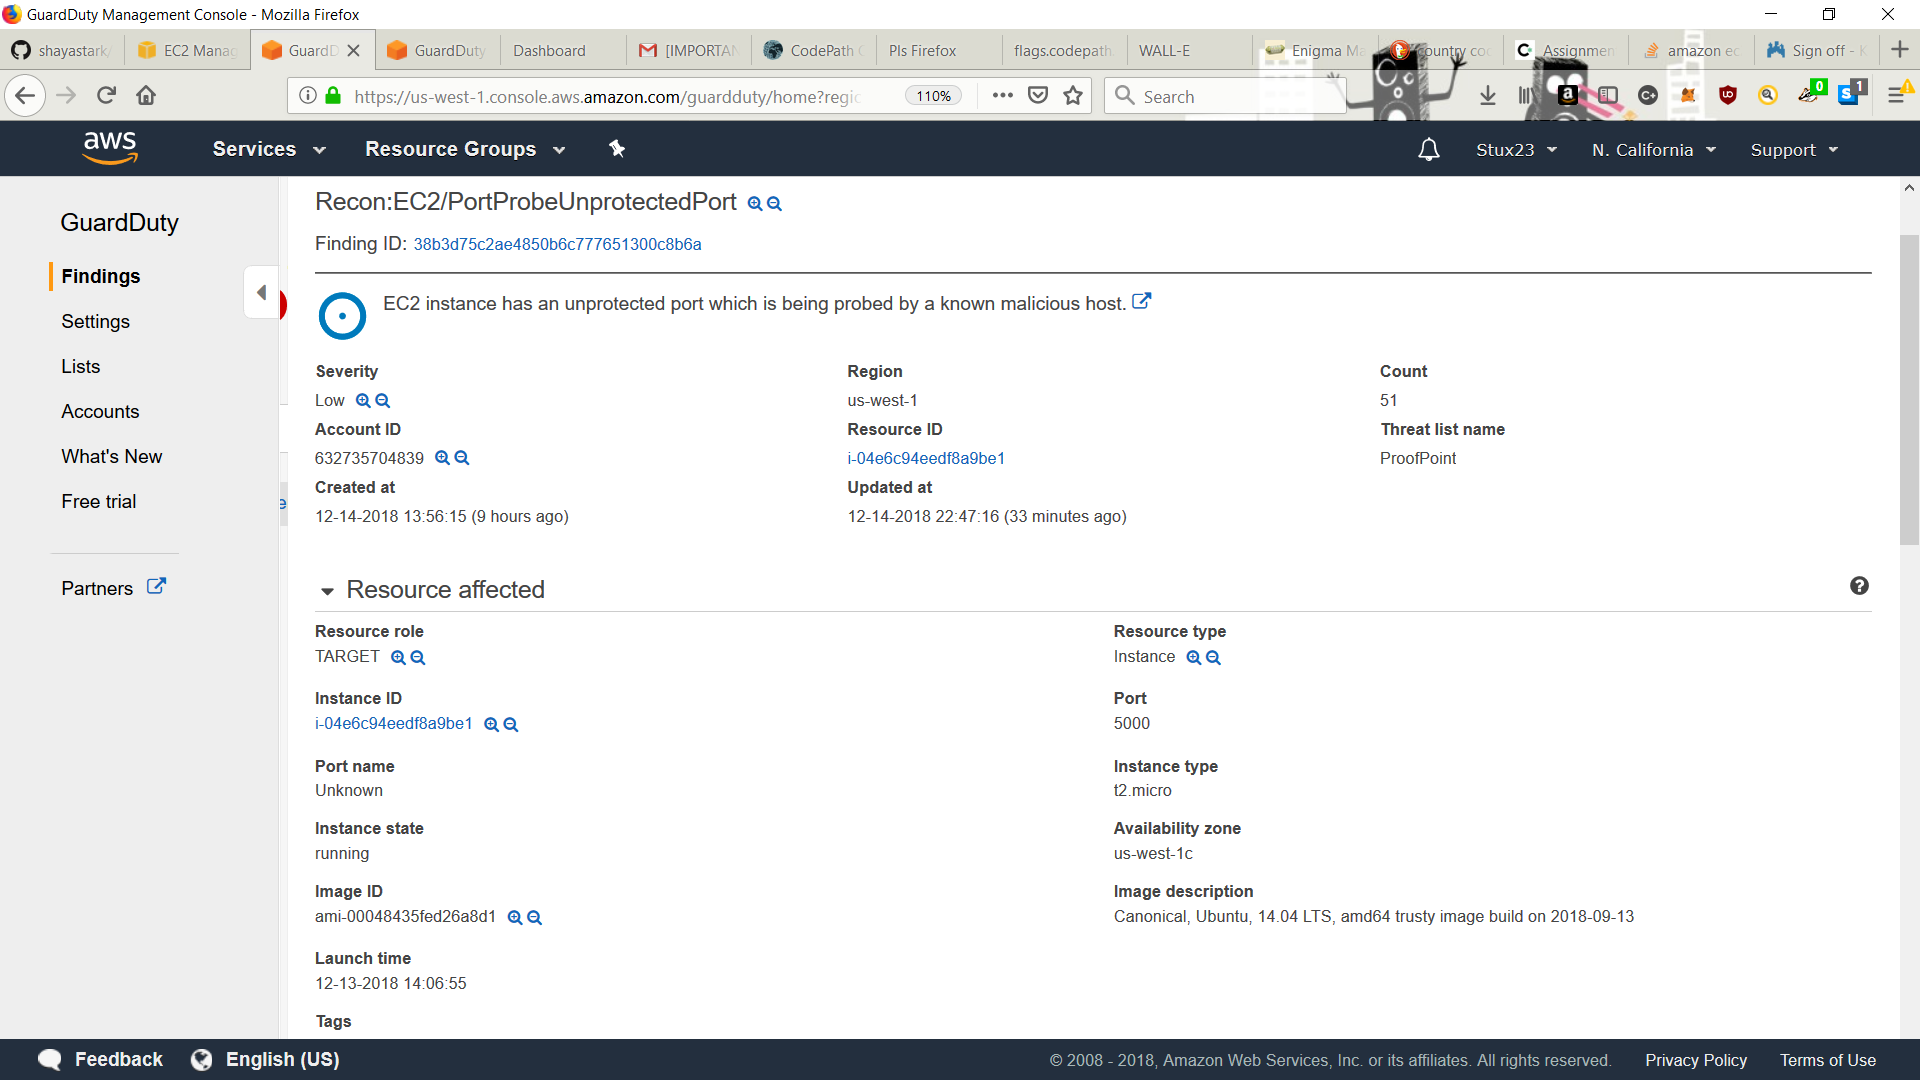 GuardDuty Management Console - Mozilla Firefox
shayastark EC2 Manag GuardD GuardDuty Dashboard [IMPORTAN CodePath Pls Firefox flags.codepath. WALL-E Enigma Ma country co Assignmen amazon ec Sign off -
https://us-west-1.console.aws.amazon.com/guardduty/home?regic 110% Search 0 1
aws Services Resource Groups Stux23 N. California Support
GuardDuty
Findings
Settings
Lists
Accounts
What's New
Free trial
Partners
Recon:EC2/PortProbeUnprotectedPort
Finding ID: 38b3d75c2ae4850b6c777651300c8b6a
EC2 instance has an unprotected port which is being probed by a known malicious host.
Severity Region Count
Low us-west-1 51
Account ID Resource ID Threat list name
632735704839 i-04e6c94eedf8a9be1 ProofPoint
Created at Updated at
12-14-2018 13:56:15 (9 hours ago) 12-14-2018 22:47:16 (33 minutes ago)
Resource affected
Resource role Resource type
TARGET Instance
Instance ID Port
i-04e6c94eedf8a9be1 5000
Port name Instance type
Unknown t2.micro
Instance state Availability zone
running us-west-1c
Image ID Image description
ami-00048435fed26a8d1 Canonical, Ubuntu, 14.04 LTS, amd64 trusty image build on 2018-09-13
Launch time
12-13-2018 14:06:55
Tags
Feedback English (US) © 2008 - 2018, Amazon Web Services, Inc. or its affiliates. All rights reserved. Privacy Policy Terms of Use